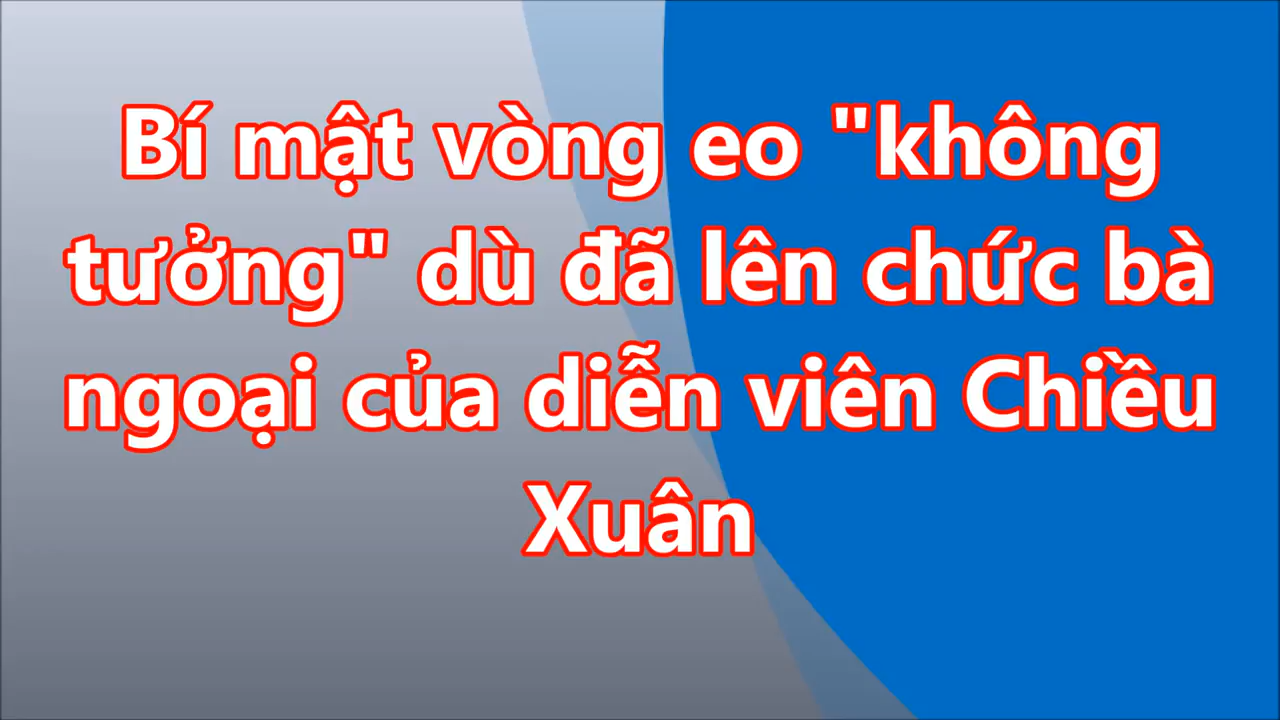 Bí mật vòng eo "không
tưởng" dù đã lên chức bà
ngoại của diễn viên Chiều
Xuân